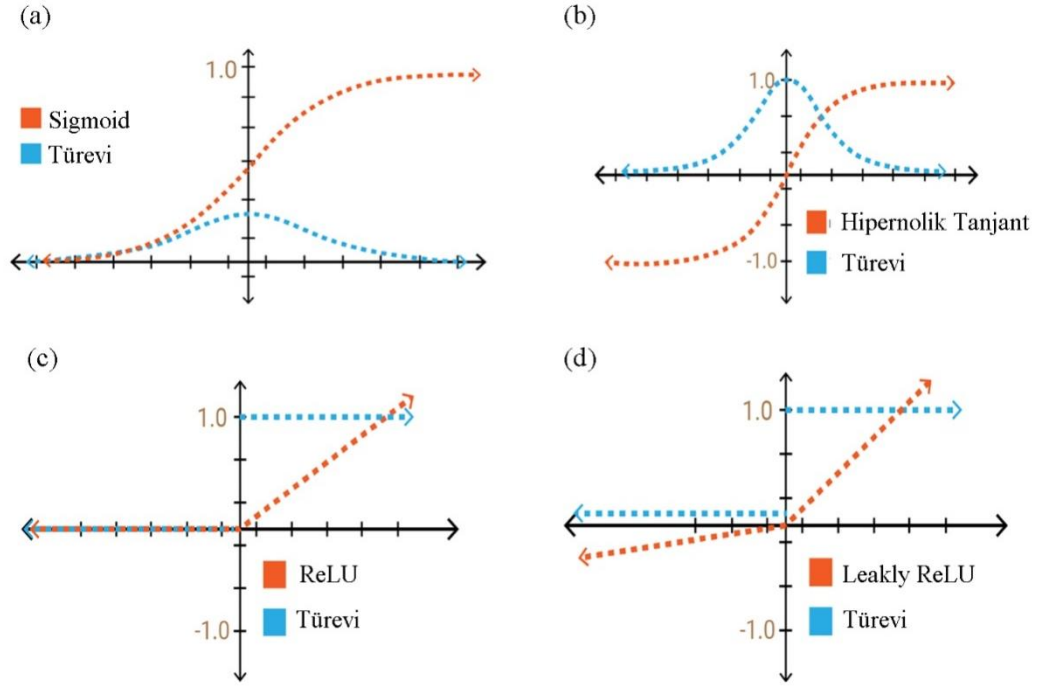 (a)
1.0
Sigmoid
Türevi
(b)
1.0
Hipernolik Tanjant
-1.0
Türevi
(c)
1.0
ReLU
Türevi
-1.0
(d)
1.0
Leakly ReLU
Türevi
-1.0